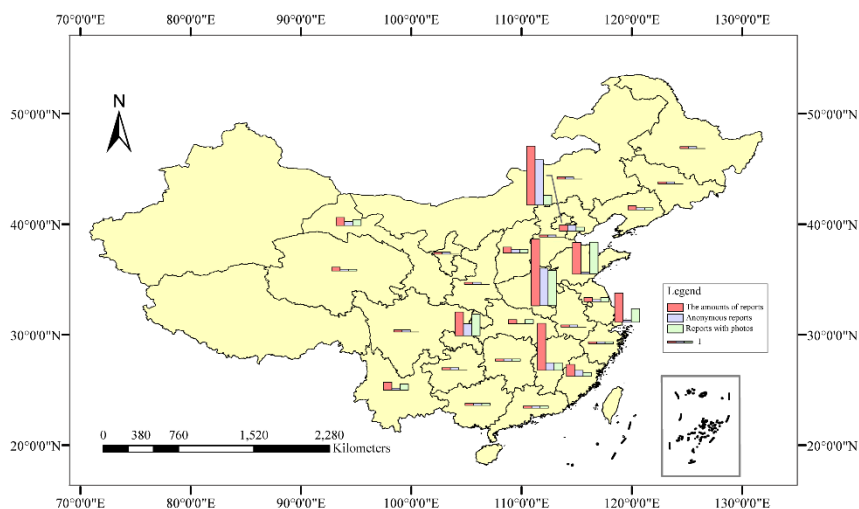 70°0'0"E 80°0'0"E 90°0'0"E 100°0'0"E 110°0'0"E 120°0'0"E 130°0'0"E
N
50°0'0"N 50°0'0"N
40°0'0"N 40°0'0"N
Legend
The amounts of reports
Anonymous reports
Reports with photos
1
30°0'0"N 30°0'0"N
0 380 760 1,520 2,280
Kilometers
20°0'0"N 20°0'0"N
70°0'0"E 80°0'0"E 90°0'0"E 100°0'0"E 110°0'0"E 120°0'0"E 130°0'0"E